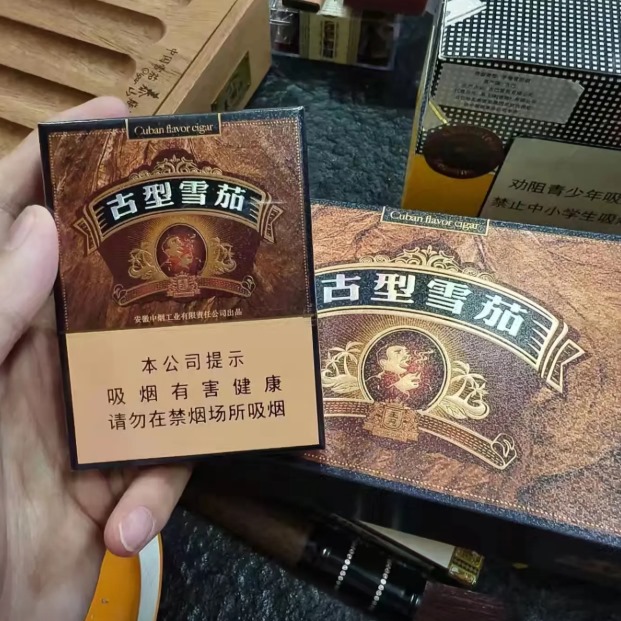 Cuban flavor cigar
古型雪茄
安徽中烟工业有限责任公司出品
本公司提示
吸烟有害健康
请勿在禁烟场所吸烟
Cuban flavor cigar
古型雪茄
劝阻青少年吸
禁止中小学生吸